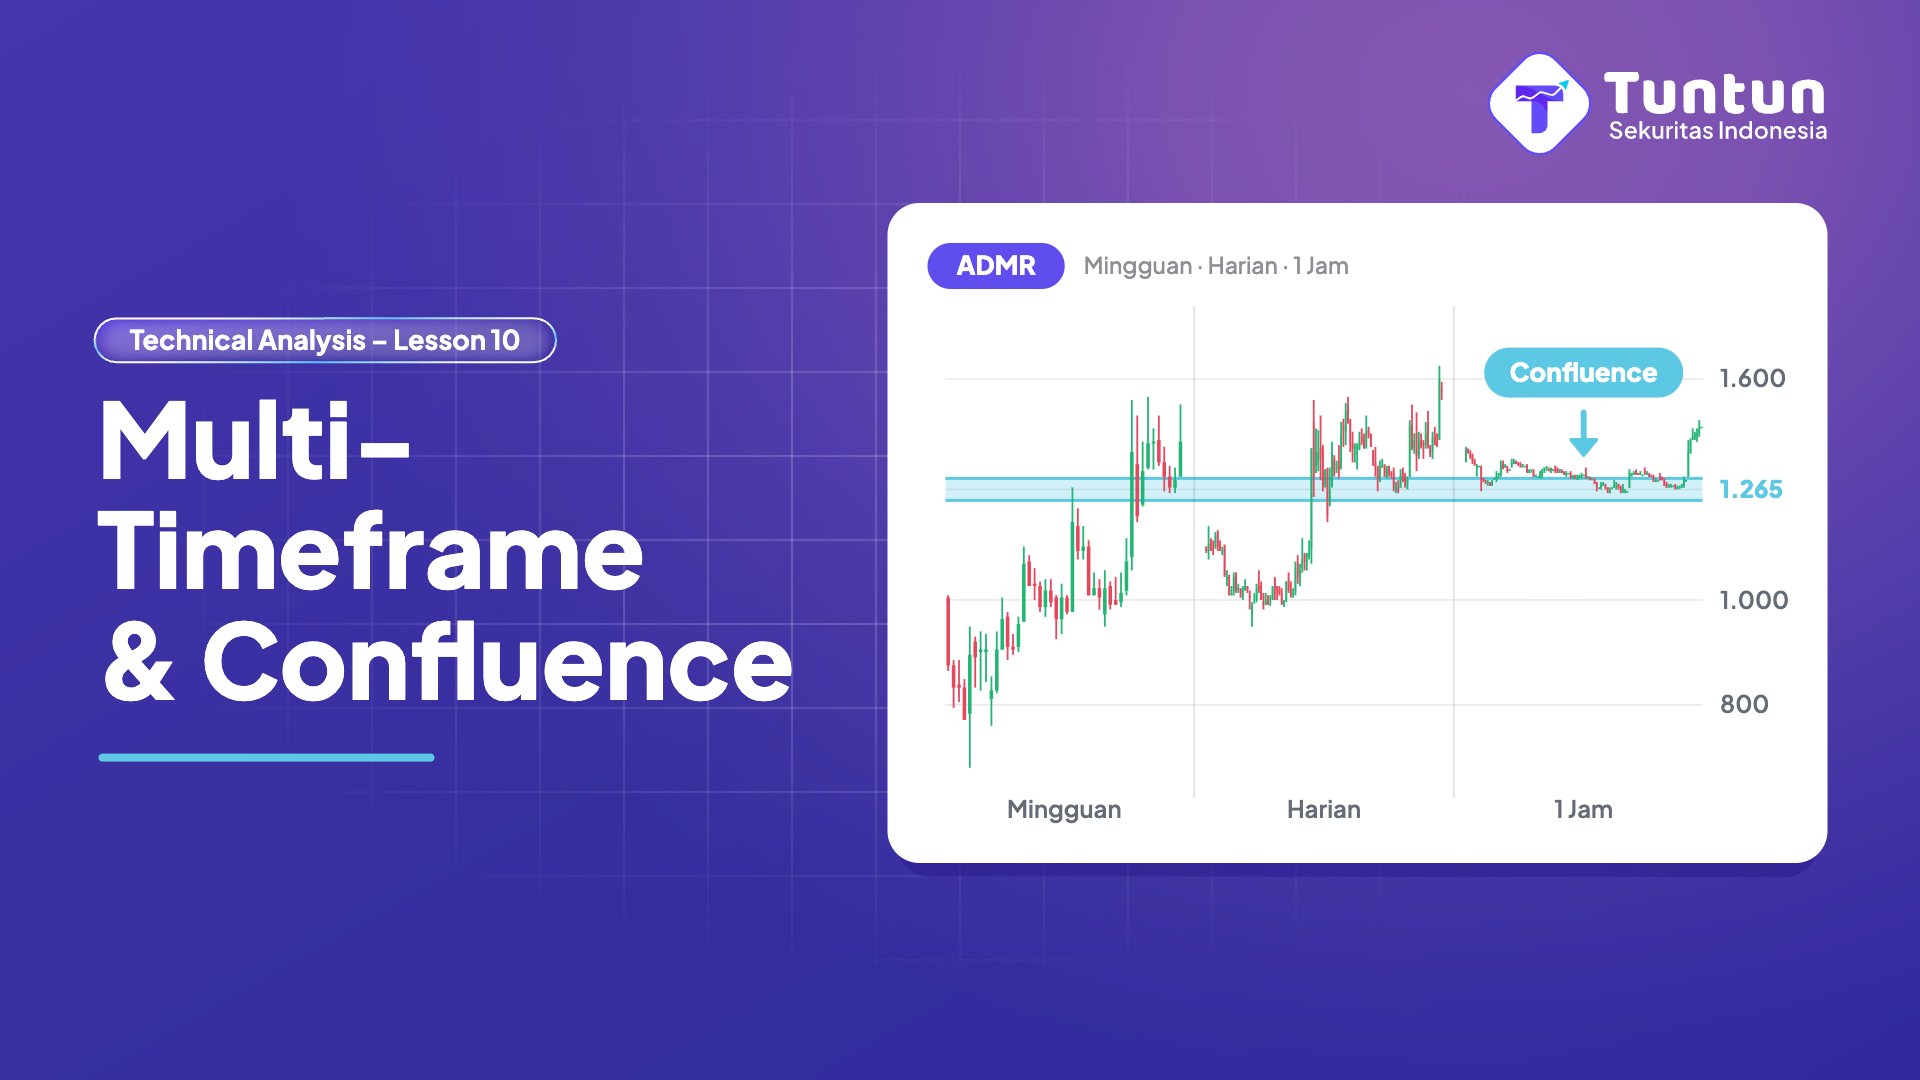 Tuntun
Sekuritas Indonesia
Technical Analysis – Lesson 10
Multi-
Timeframe
& Confluence
ADMR
Mingguan · Harian · 1 Jam
Confluence
1.600
1.265
1.000
800
Mingguan
Harian
1 Jam